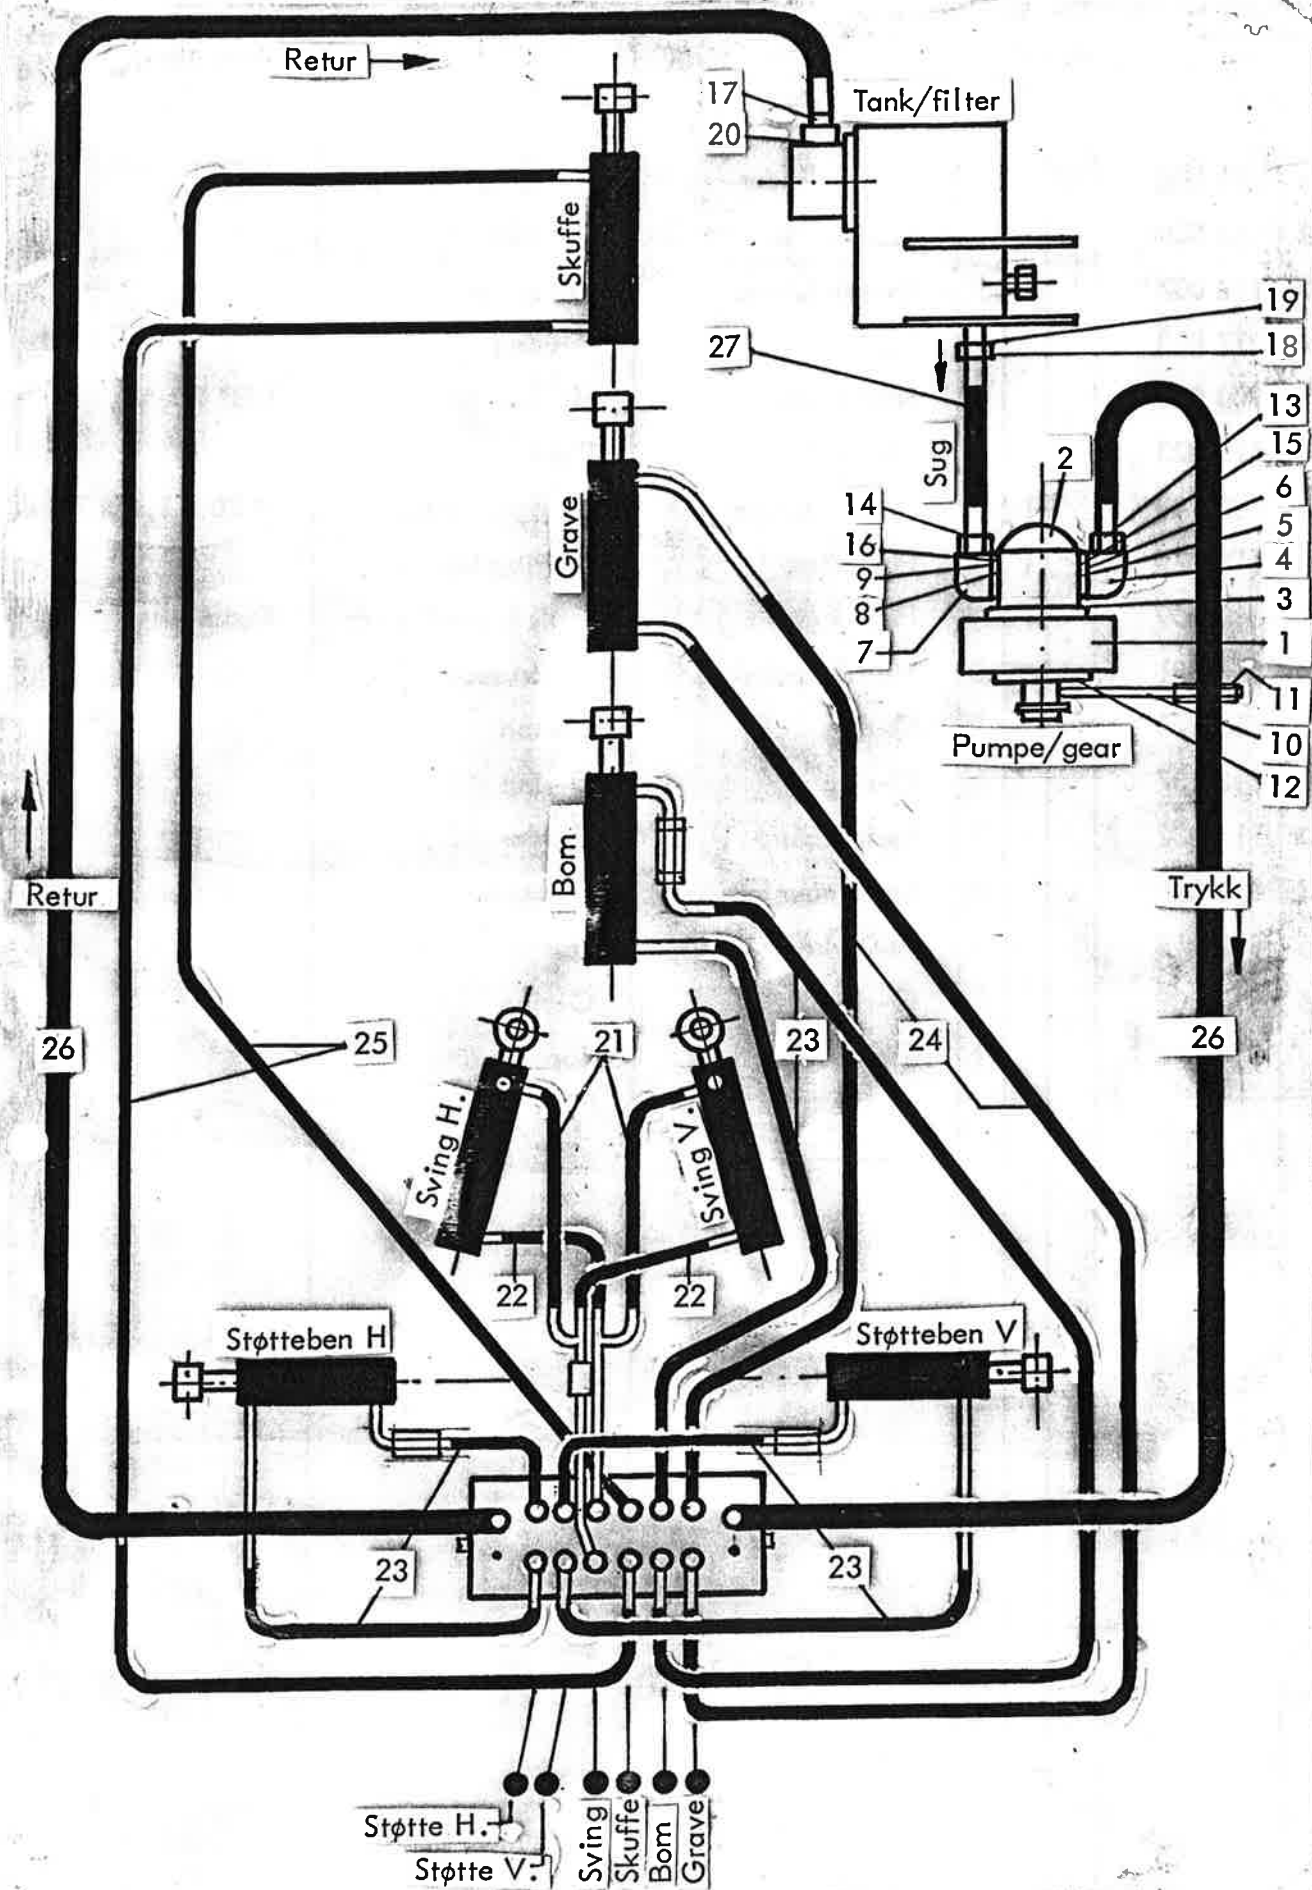 Retur
17
Tank/filter
20
Skuffe
19
27
18
13
Sug
2
15
6
14
5
Grave
16
4
9
3
8
7
1
11
Pumpe/gear
10
12
Bom
Retur
Trykk
26
25
21
23
24
26
Sving H.
Sving V.
22
22
Støtteben H
Støtteben V
23
23
Støtte H.
Støtte V.
Sving
Skuffe
Bom
Grave